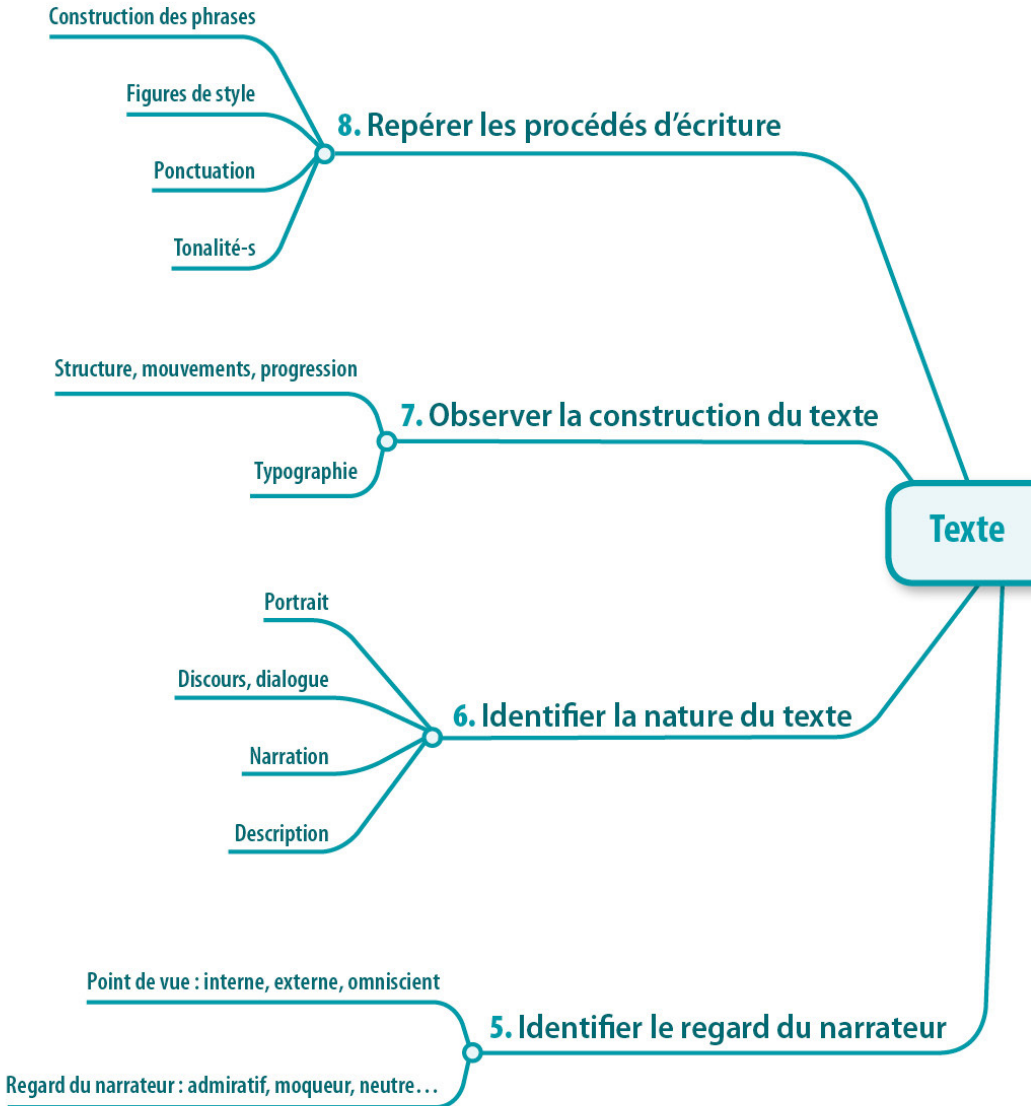 Construction des phrases
Figures de style
8. Repérer les procédés d'écriture
Ponctuation
Tonalité-s
Structure, mouvements, progression
7. Observer la construction du texte
Typographie
Texte
Portrait
Discours, dialogue
6. Identifier la nature du texte
Narration
Description
Point de vue : interne, externe, omniscient
5. Identifier le regard du narrateur
Regard du narrateur : admiratif, moqueur, neutre…